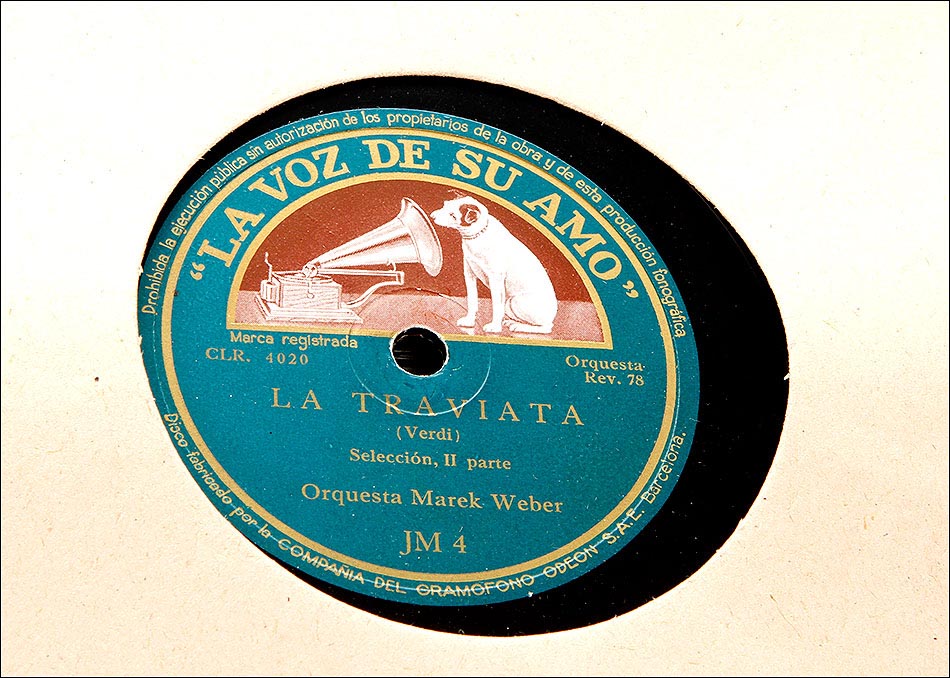 Prohibida la ejecución pública sin autorización de los propietarios de la obra y de esta producción fonográfica
"LA VOZ DE SU AMO"
Marca registrada
CLR. 4020
Orquesta
Rev. 78
LA TRAVIATA
(Verdi)
Selección, II parte
Orquesta Marek Weber
JM 4
Disco fabricado por la COMPAÑIA DEL GRAMOFONO ODEON S.A.E. Barcelona.